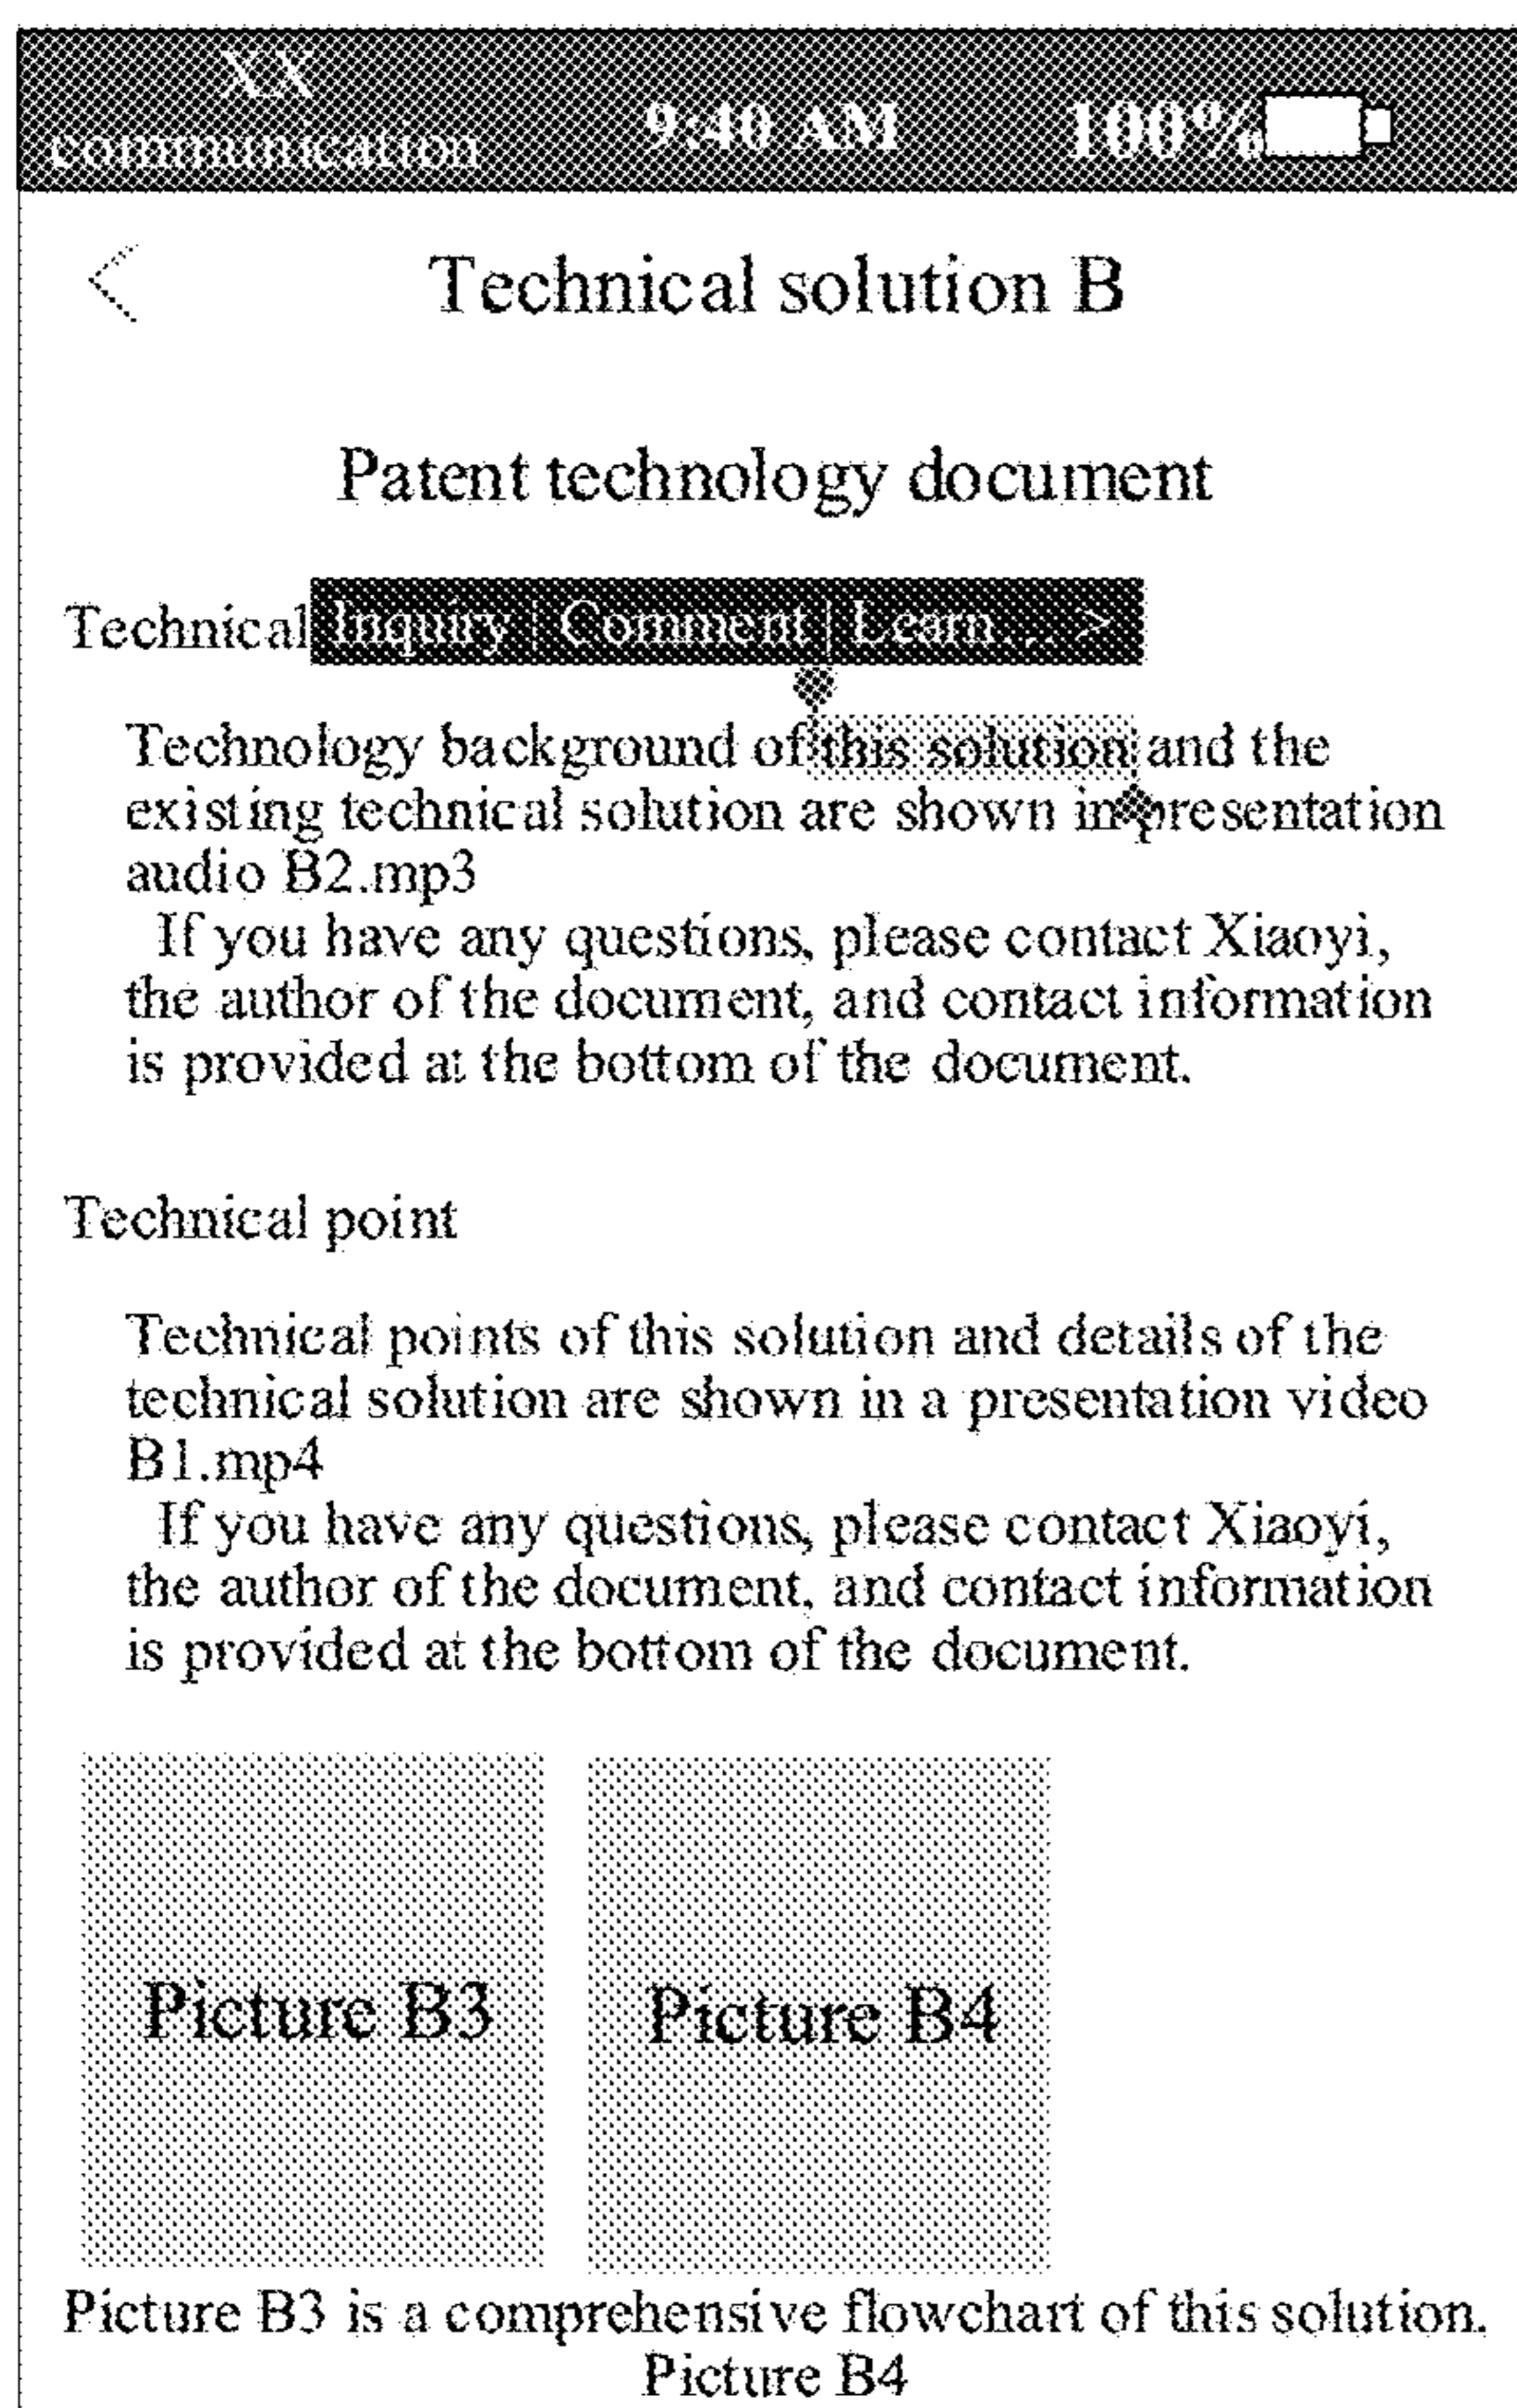 XX
communication
9:40 AM
100%
<
Technical solution B
Patent technology document
Technical Inquiry | Comment | Learn... >
Technology background of this solution and the
existing technical solution are shown in presentation
audio B2.mp3
If you have any questions, please contact Xiaoyi,
the author of the document, and contact information
is provided at the bottom of the document.
Technical point
Technical points of this solution and details of the
technical solution are shown in a presentation video
B1.mp4
If you have any questions, please contact Xiaoyi,
the author of the document, and contact information
is provided at the bottom of the document.
Picture B3
Picture B4
Picture B3 is a comprehensive flowchart of this solution.
Picture B4